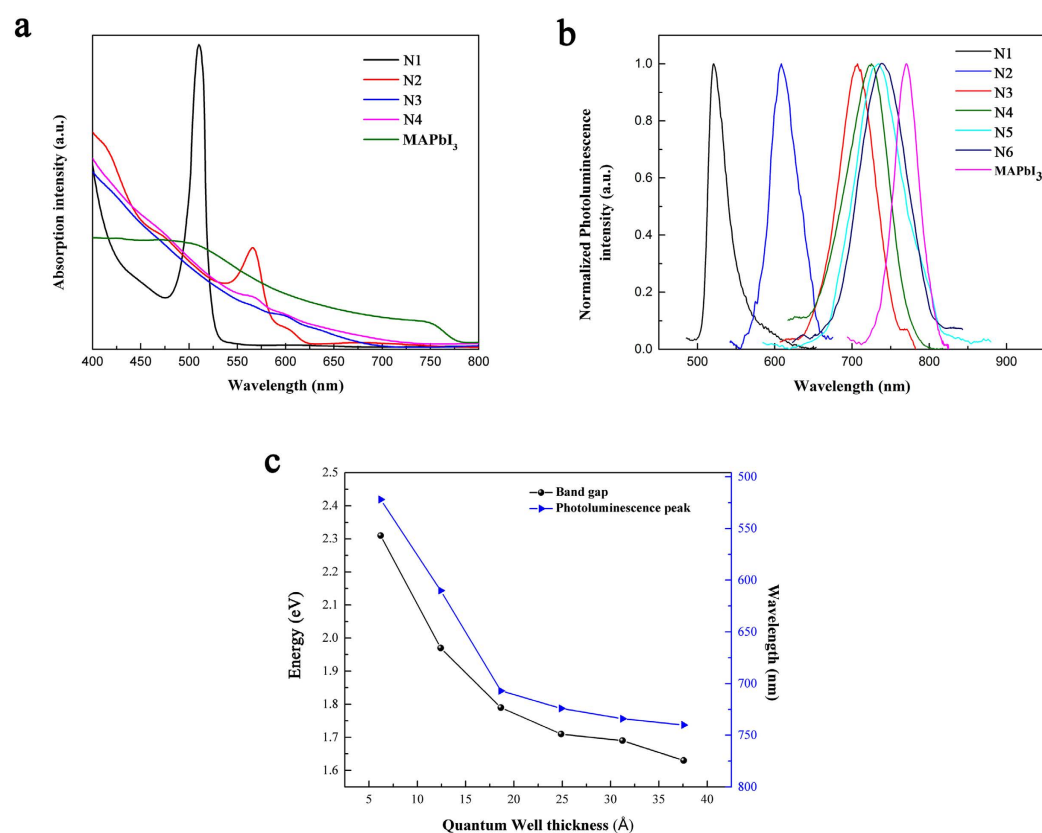 a
Absorption intensity (a.u.)
N1
N2
N3
N4
MAPbI3
400 450 500 550 600 650 700 750 800
Wavelength (nm)
b
Normalized Photoluminescence
intensity (a.u.)
1.0
0.8
0.6
0.4
0.2
0.0
N1
N2
N3
N4
N5
N6
MAPbI3
500 600 700 800 900
Wavelength (nm)
c
Energy (eV)
2.5
2.4
2.3
2.2
2.1
2.0
1.9
1.8
1.7
1.6
Band gap
Photoluminescence peak
500
550
600
650
700
750
800
Wavelength
(nm)
5 10 15 20 25 30 35 40
Quantum Well thickness (Å)